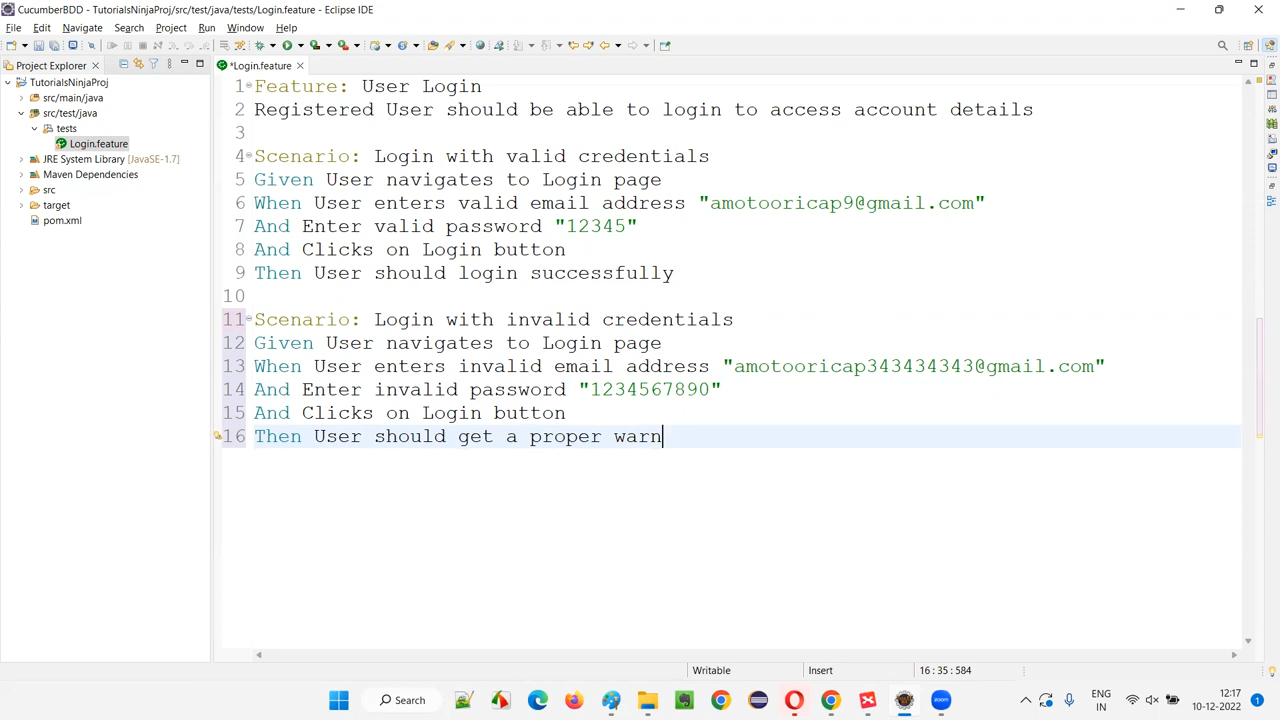 CucumberBDD - TutorialsNinjaProj/src/test/java/tests/Login.feature - Eclipse IDE
File Edit Navigate Search Project Run Window Help
Project Explorer
*Login.feature
TutorialsNinjaProj
src/main/java
src/test/java
tests
Login.feature
JRE System Library [JavaSE-1.7]
Maven Dependencies
src
target
pom.xml
1 Feature: User Login
2 Registered User should be able to login to access account details
3
4 Scenario: Login with valid credentials
5 Given User navigates to Login page
6 When User enters valid email address "amotooricap9@gmail.com"
7 And Enter valid password "12345"
8 And Clicks on Login button
9 Then User should login successfully
10
11 Scenario: Login with invalid credentials
12 Given User navigates to Login page
13 When User enters invalid email address "amotooricap343434343@gmail.com"
14 And Enter invalid password "1234567890"
15 And Clicks on Login button
16 Then User should get a proper warn
Writable Insert 16 : 35 : 584
Search
zoom
ENG
IN
12:17
10-12-2022
1